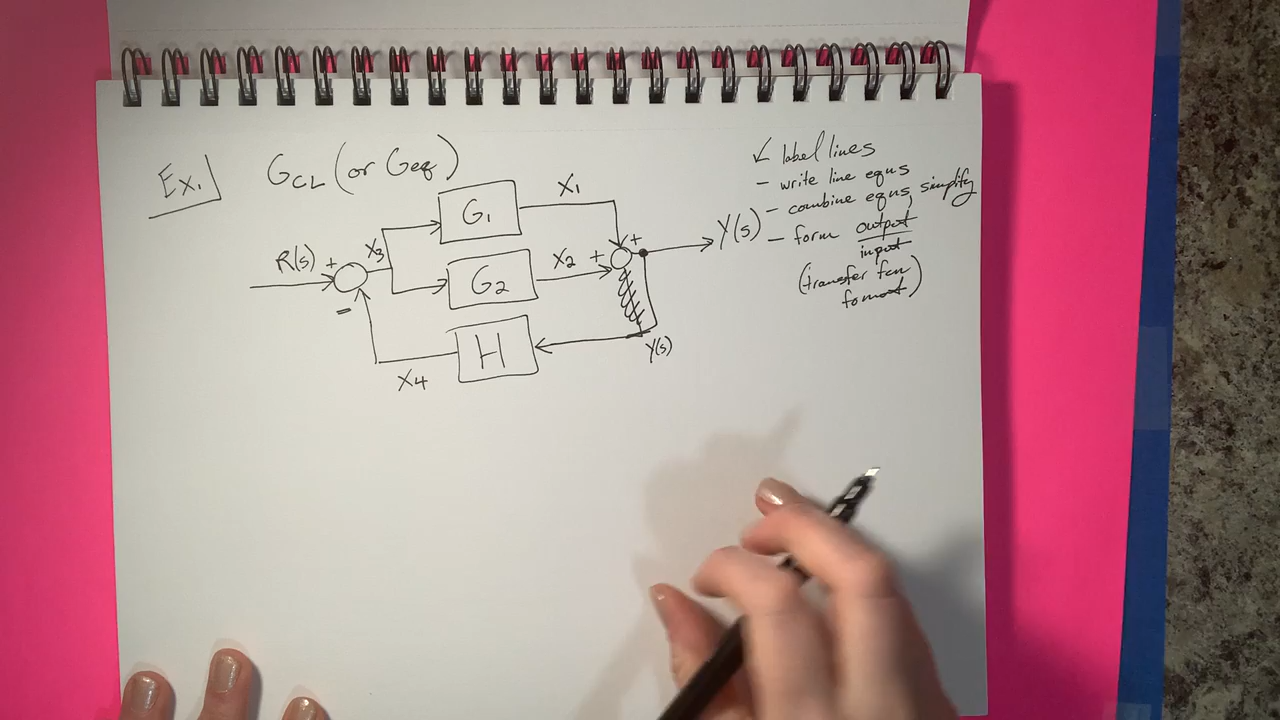 Ex. G_CL (or Geq)
G₁
X₁
R(s) +
X₃
G₂
X₂
+
+
Y(s)
-
H
X₄
Y(s)
✓ label lines
- write line eqns
- combine eqns, simplify
- form output
input
(transfer fcn
format)